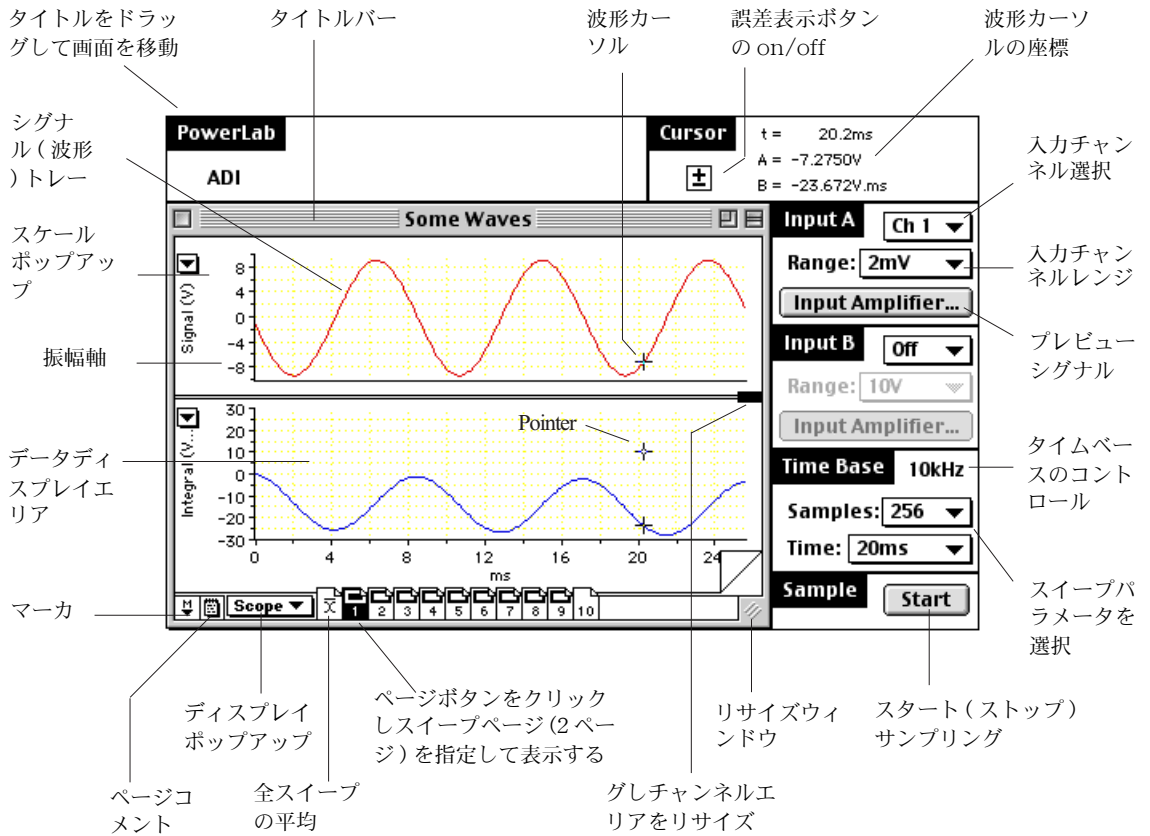 タイトルをドラッ
グして画面を移動
タイトルバー
波形カー
ソル
誤差表示ボタン
の on/off
波形カーソ
ルの座標
シグナ
ル ( 波形
) トレー
スケール
ポップアッ
プ
振幅軸
データディ
スプレイエ
リア
マーカ
PowerLab
ADI
Cursor
±
t = 20.2ms
A = -7.2750V
B = -23.672V.ms
Some Waves
Signal (V)
8
4
0
-4
-8
Integral (V...
30
20
10
0
-10
-20
-30
0 4 8 12 16 20 24
ms
Pointer
M
Scope
x
1 2 3 4 5 6 7 8 9 10
Input A
Ch 1
Range: 2mV
Input Amplifier...
Input B
Off
Range: 10V
Input Amplifier...
Time Base 10kHz
Samples: 256
Time: 20ms
Sample
Start
入力チャン
ネル選択
入力チャン
ネルレンジ
プレビュー
シグナル
タイムベー
スのコント
ロール
スイープパ
ラメータを
選択
ディスプレイ
ポップアップ
ページボタンをクリック
しスイープページ (2 ペー
ジ ) を指定して表示する
リサイズウィ
ンドウ
スタート ( ストップ )
サンプリング
ページコ
メント
全スイープ
の平均
グしチャンネルエ
リアをリサイズ